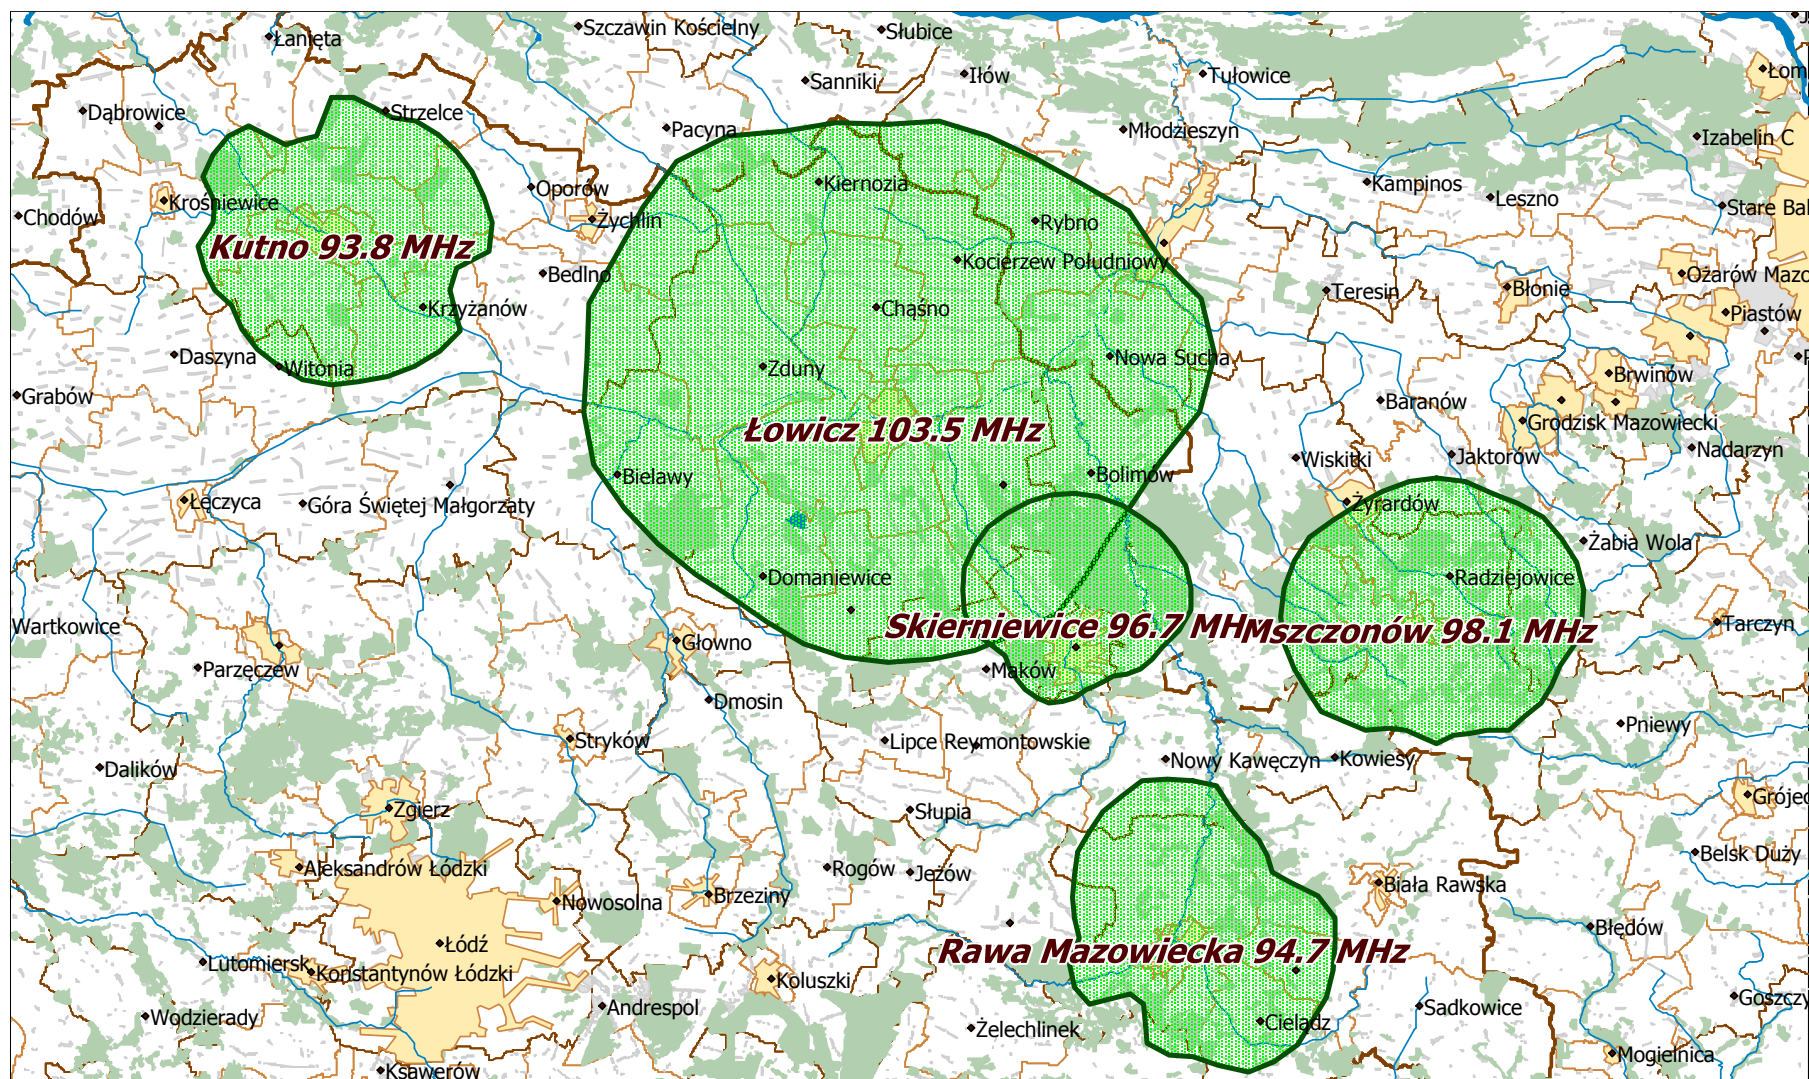 Łanięta
Szczawin Kościelny
Słubice
Sanniki
Iłów
Tułowice
Łom
Dąbrowice
Strzelce
Pacyna
Młodzieszyn
Izabelin C
Kiernozia
Kampinos
Leszno
Stare Bab
Oporów
Krośniewice
Chodów
Żychlin
Rybno
Kutno 93.8 MHz
Kocierzew Południowy
Bedlno
Ożarów Mazo
Teresin
Błonie
Krzyżanów
Chąśno
Piastów
Daszyna
Witonia
Zduny
Nowa Sucha
Brwinów
Grabów
Baranów
Grodzisk Mazowiecki
Łowicz 103.5 MHz
Nadarzyn
Wiskitki
Jaktorów
Bielawy
Bolimów
Łęczyca
Góra Świętej Małgorzaty
Żyrardów
Żabia Wola
Domaniewice
Radziejowice
Wartkowice
Skierniewice 96.7 MH
Mszczonów 98.1 MHz
Tarczyn
Głowno
Parzęczew
Maków
Dmosin
Pniewy
Stryków
Lipce Reymontowskie
Nowy Kawęczyn
Kowiesy
Dalików
Zgierz
Słupia
Grójec
Belsk Duży
Aleksandrów Łódzki
Rogów
Jeżów
Biała Rawska
Nowosolna
Brzeziny
Błędów
Łódź
Rawa Mazowiecka 94.7 MHz
Lutomiersk
Konstantynów Łódzki
Koluszki
Goszczy
Andrespol
Sadkowice
Wodzierady
Żelechlinek
Cielądz
Mogielnica
Ksawerów